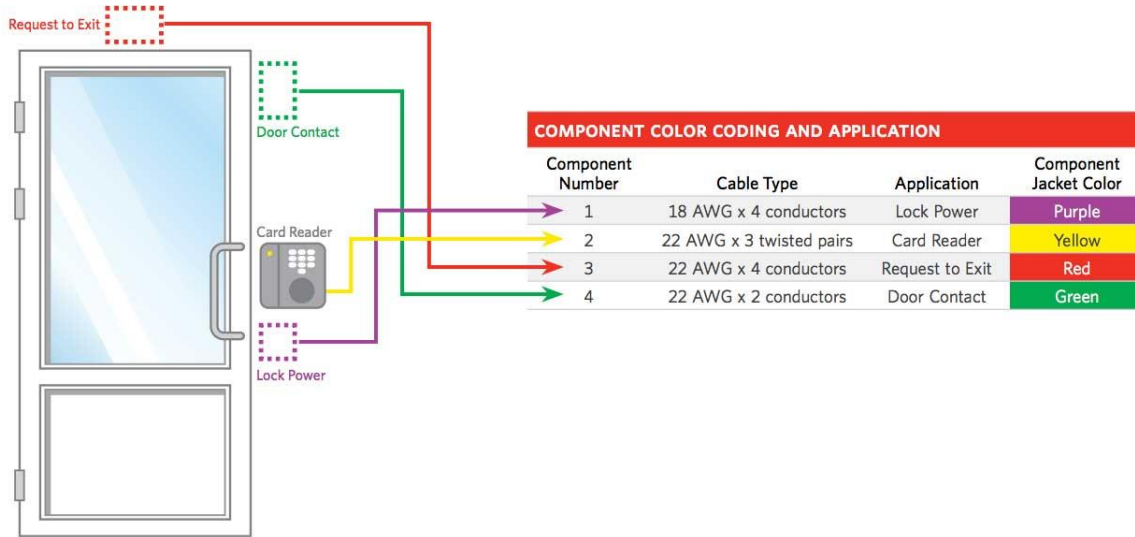 Request to Exit
Door Contact
Card Reader
Lock Power
COMPONENT COLOR CODING AND APPLICATION
Component Number Cable Type Application Component Jacket Color
1 18 AWG x 4 conductors Lock Power Purple
2 22 AWG x 3 twisted pairs Card Reader Yellow
3 22 AWG x 4 conductors Request to Exit Red
4 22 AWG x 2 conductors Door Contact Green